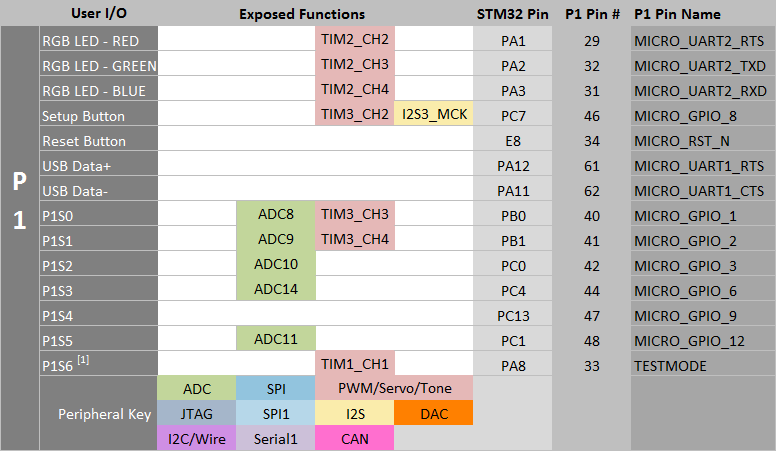 User I/O Exposed Functions STM32 Pin P1 Pin # P1 Pin Name
RGB LED - RED TIM2_CH2 PA1 29 MICRO_UART2_RTS
RGB LED - GREEN TIM2_CH3 PA2 32 MICRO_UART2_TXD
RGB LED - BLUE TIM2_CH4 PA3 31 MICRO_UART2_RXD
Setup Button TIM3_CH2 I2S3_MCK PC7 46 MICRO_GPIO_8
Reset Button E8 34 MICRO_RST_N
USB Data+ PA12 61 MICRO_UART1_RTS
USB Data- PA11 62 MICRO_UART1_CTS
P1
P1S0 ADC8 TIM3_CH3 PB0 40 MICRO_GPIO_1
P1S1 ADC9 TIM3_CH4 PB1 41 MICRO_GPIO_2
P1S2 ADC10 PC0 42 MICRO_GPIO_3
P1S3 ADC14 PC4 44 MICRO_GPIO_6
P1S4 PC13 47 MICRO_GPIO_9
P1S5 ADC11 PC1 48 MICRO_GPIO_12
P1S6 [1] TIM1_CH1 PA8 33 TESTMODE
ADC SPI PWM/Servo/Tone
Peripheral Key JTAG SPI1 I2S DAC
I2C/Wire Serial1 CAN